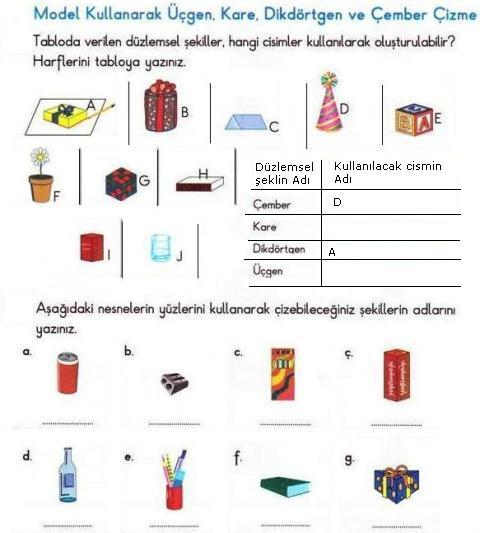 Model Kullanarak Üçgen, Kare, Dikdörtgen ve Çember Çizme
Tabloda verilen düzlemsel şekiller, hangi cisimler kullanılarak oluşturulabilir?
Harflerini tabloya yazınız.
A
B
C
D
E
F
G
H
I
J
Düzlemsel şeklin Adı
Kullanılacak cismin Adı
Çember
D
Kare
Dikdörtgen
A
Üçgen
Aşağıdaki nesnelerin yüzlerini kullanarak çizebileceğiniz şekillerin adlarını
yazınız.
a.
b.
c.
ç.
d.
e.
f.
g.